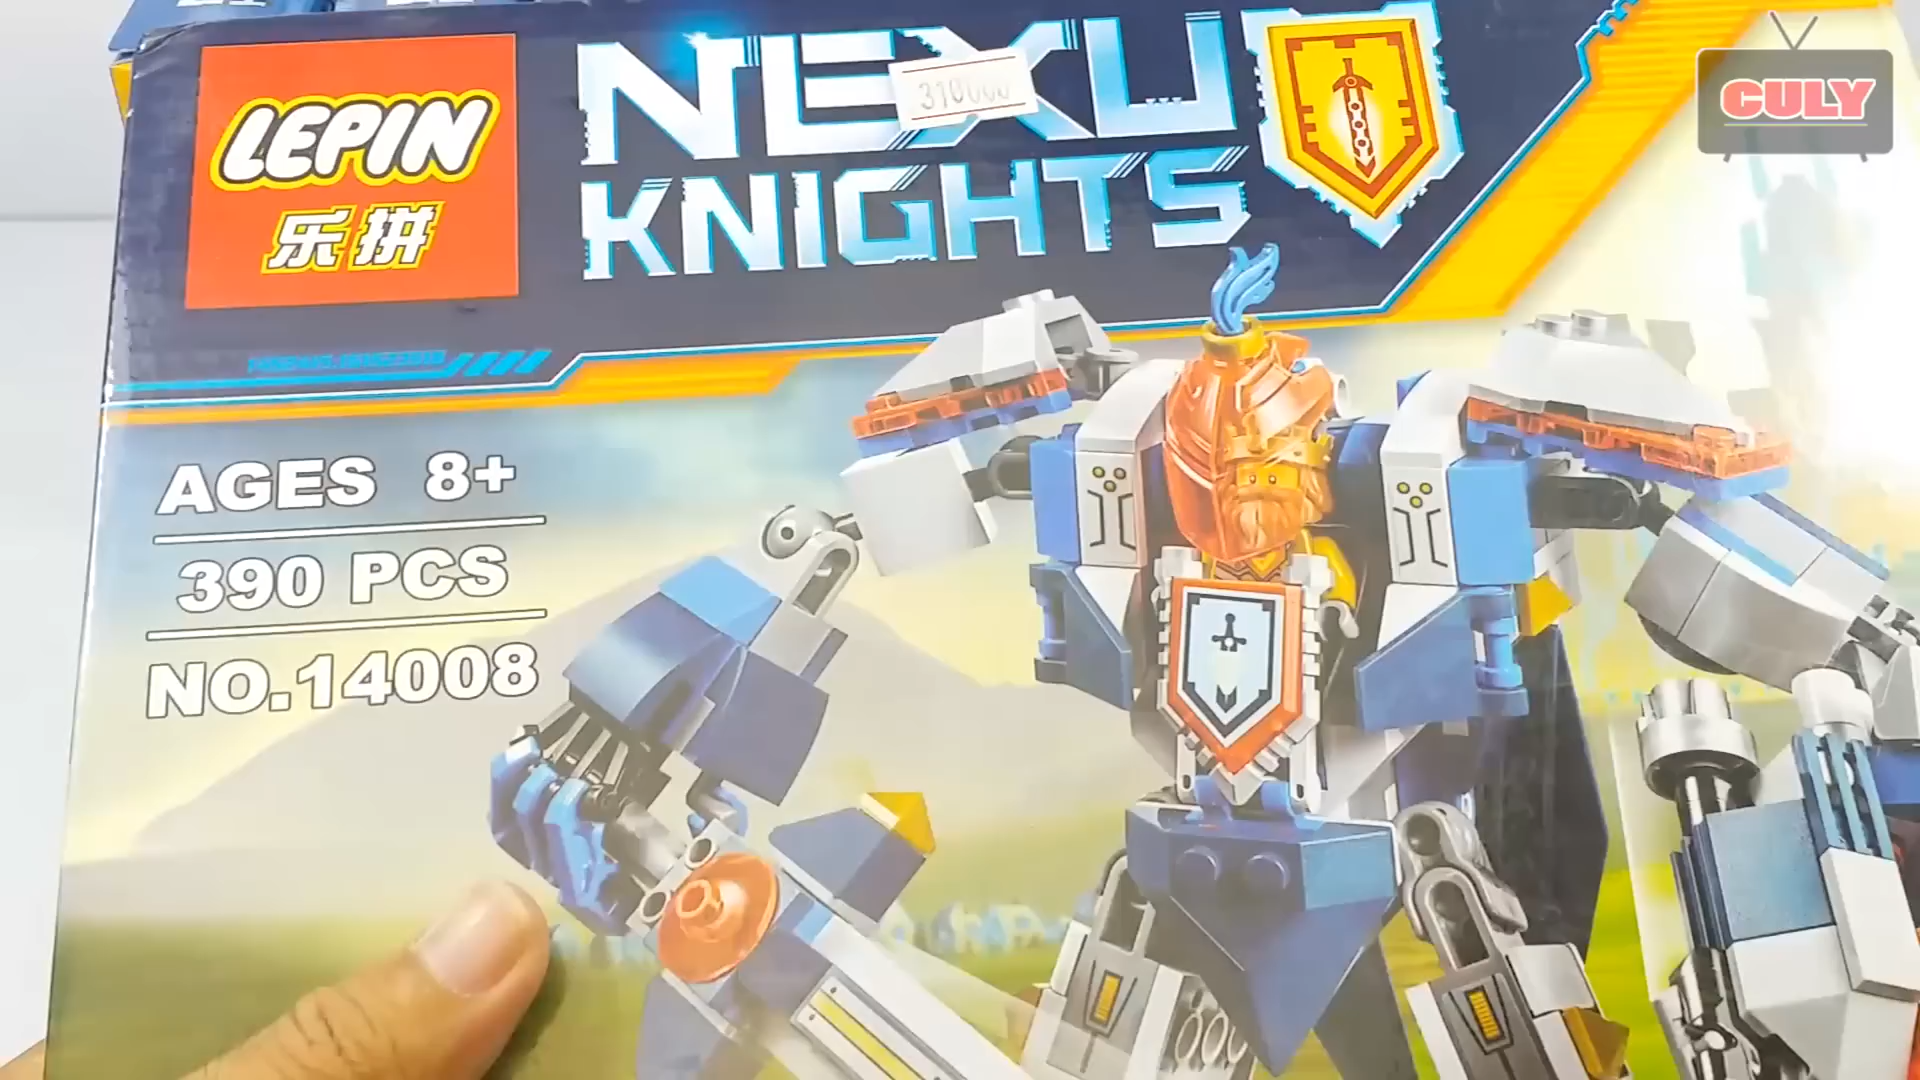 LEPIN
乐拼
NEXU
KNIGHTS
310000
CULY
AGES 8+
390 PCS
NO.14008